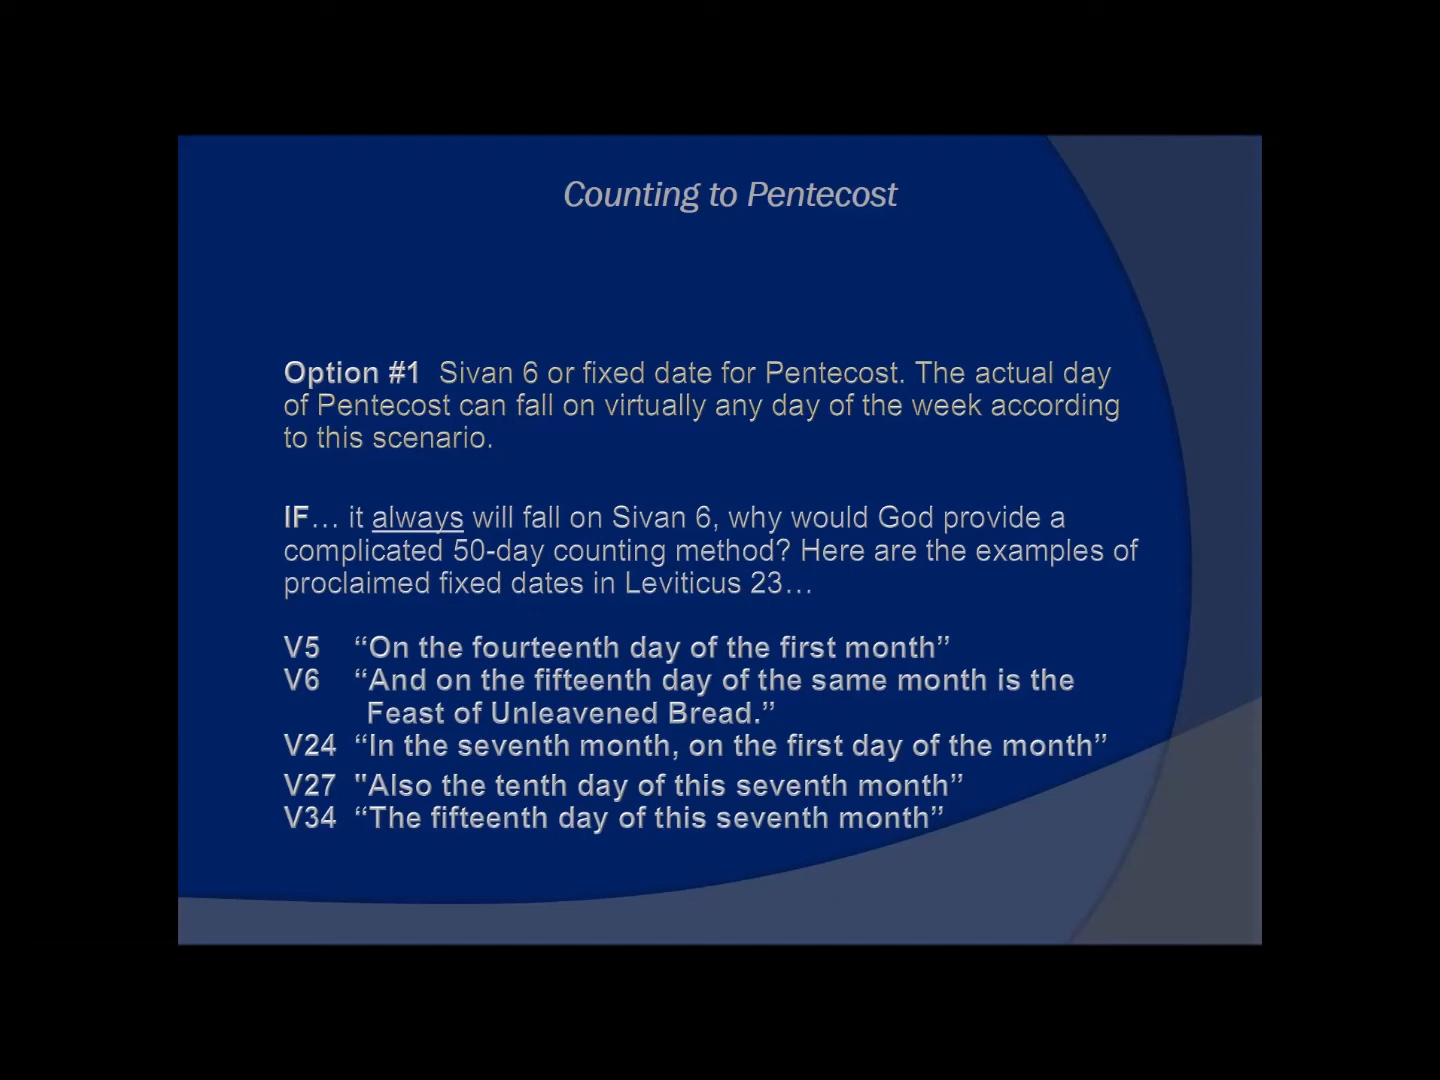 Counting to Pentecost
Option #1  Sivan 6 or fixed date for Pentecost. The actual day
of Pentecost can fall on virtually any day of the week according
to this scenario.
IF… it always will fall on Sivan 6, why would God provide a
complicated 50-day counting method? Here are the examples of
proclaimed fixed dates in Leviticus 23…
V5 “On the fourteenth day of the first month”
V6 “And on the fifteenth day of the same month is the
Feast of Unleavened Bread.”
V24 “In the seventh month, on the first day of the month”
V27 "Also the tenth day of this seventh month”
V34 “The fifteenth day of this seventh month”